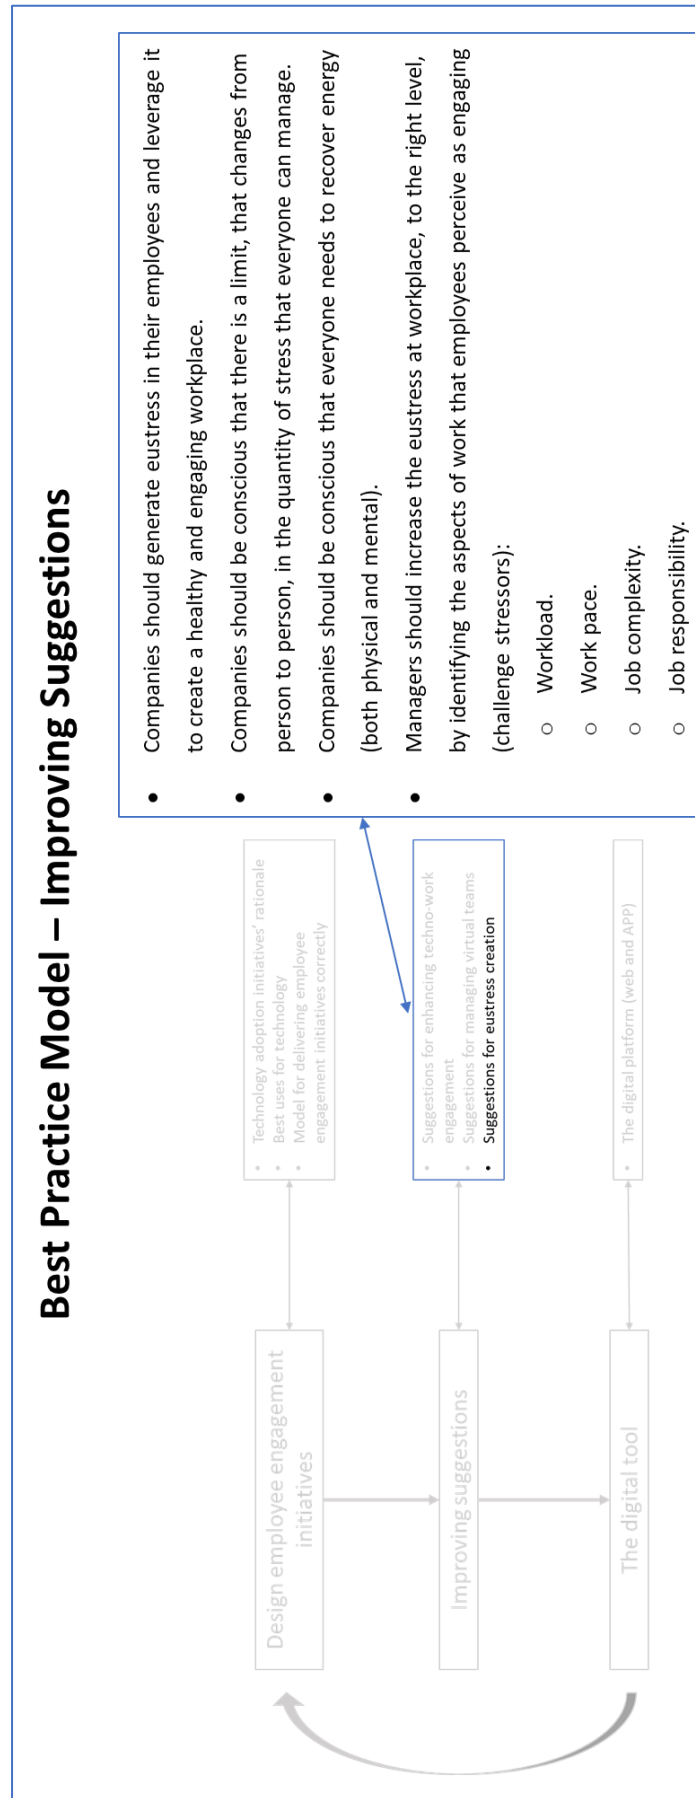 Best Practice Model – Improving Suggestions
Design employee engagement
initiatives
Improving suggestions
The digital tool
• Technology adoption initiatives' rationale
• Best uses for technology
• Model for delivering employee
engagement initiatives correctly
• Suggestions for enhancing techno-work
engagement
• Suggestions for managing virtual teams
• Suggestions for eustress creation
• The digital platform (web and APP)
• Companies should generate eustress in their employees and leverage it
to create a healthy and engaging workplace.
• Companies should be conscious that there is a limit, that changes from
person to person, in the quantity of stress that everyone can manage.
• Companies should be conscious that everyone needs to recover energy
(both physical and mental).
• Managers should increase the eustress at workplace, to the right level,
by identifying the aspects of work that employees perceive as engaging
(challenge stressors):
○ Workload.
○ Work pace.
○ Job complexity.
○ Job responsibility.